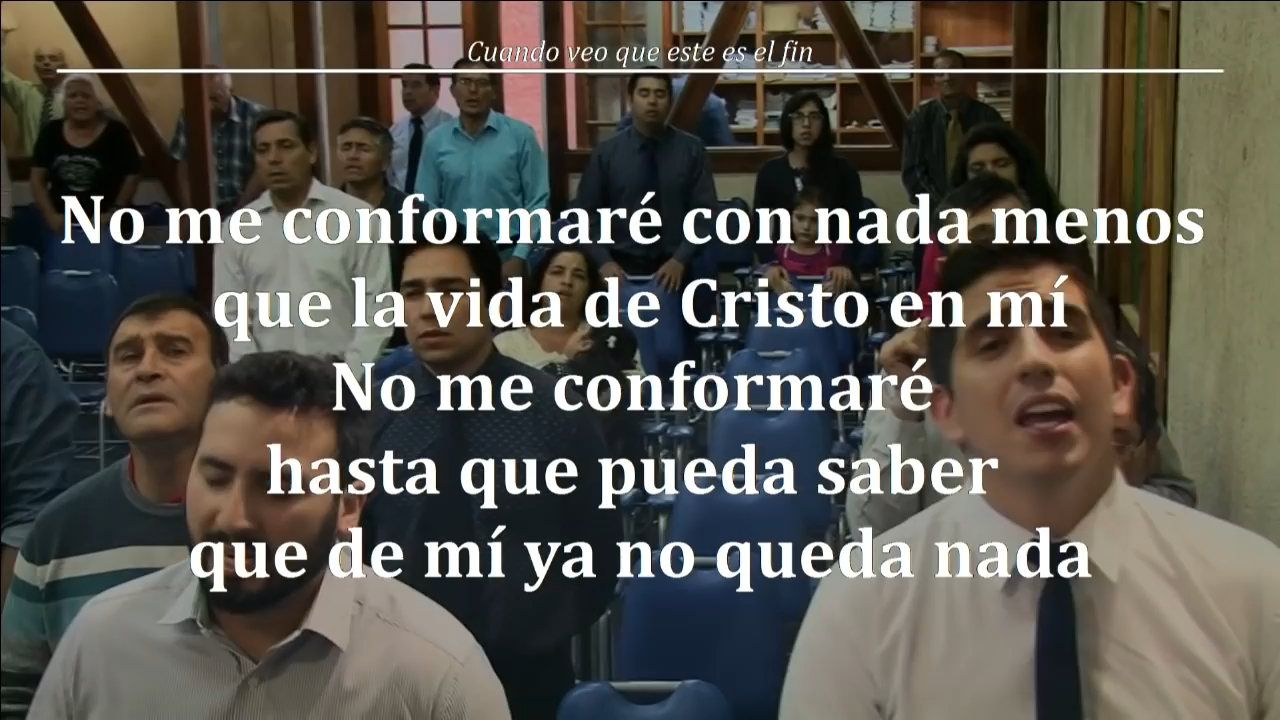 Cuando veo que este es el fin
No me conformaré con nada menos
que la vida de Cristo en mí
No me conformaré
hasta que pueda saber
que de mí ya no queda nada